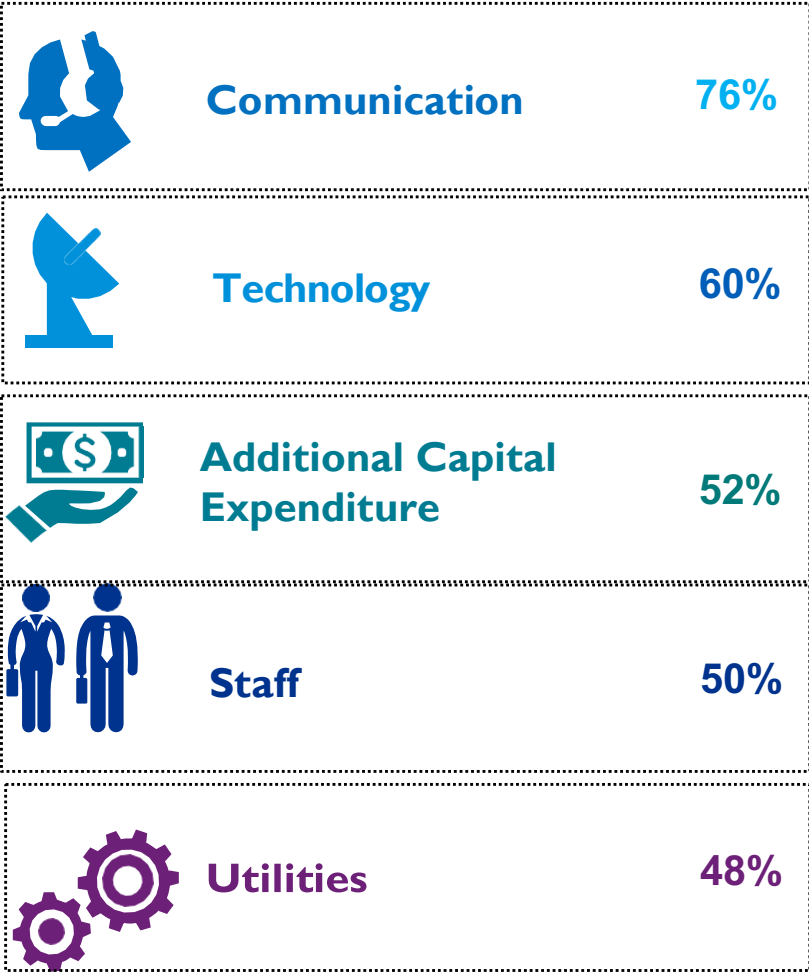 Communication 76%
Technology 60%
$
Additional Capital
Expenditure 52%
Staff 50%
Utilities 48%